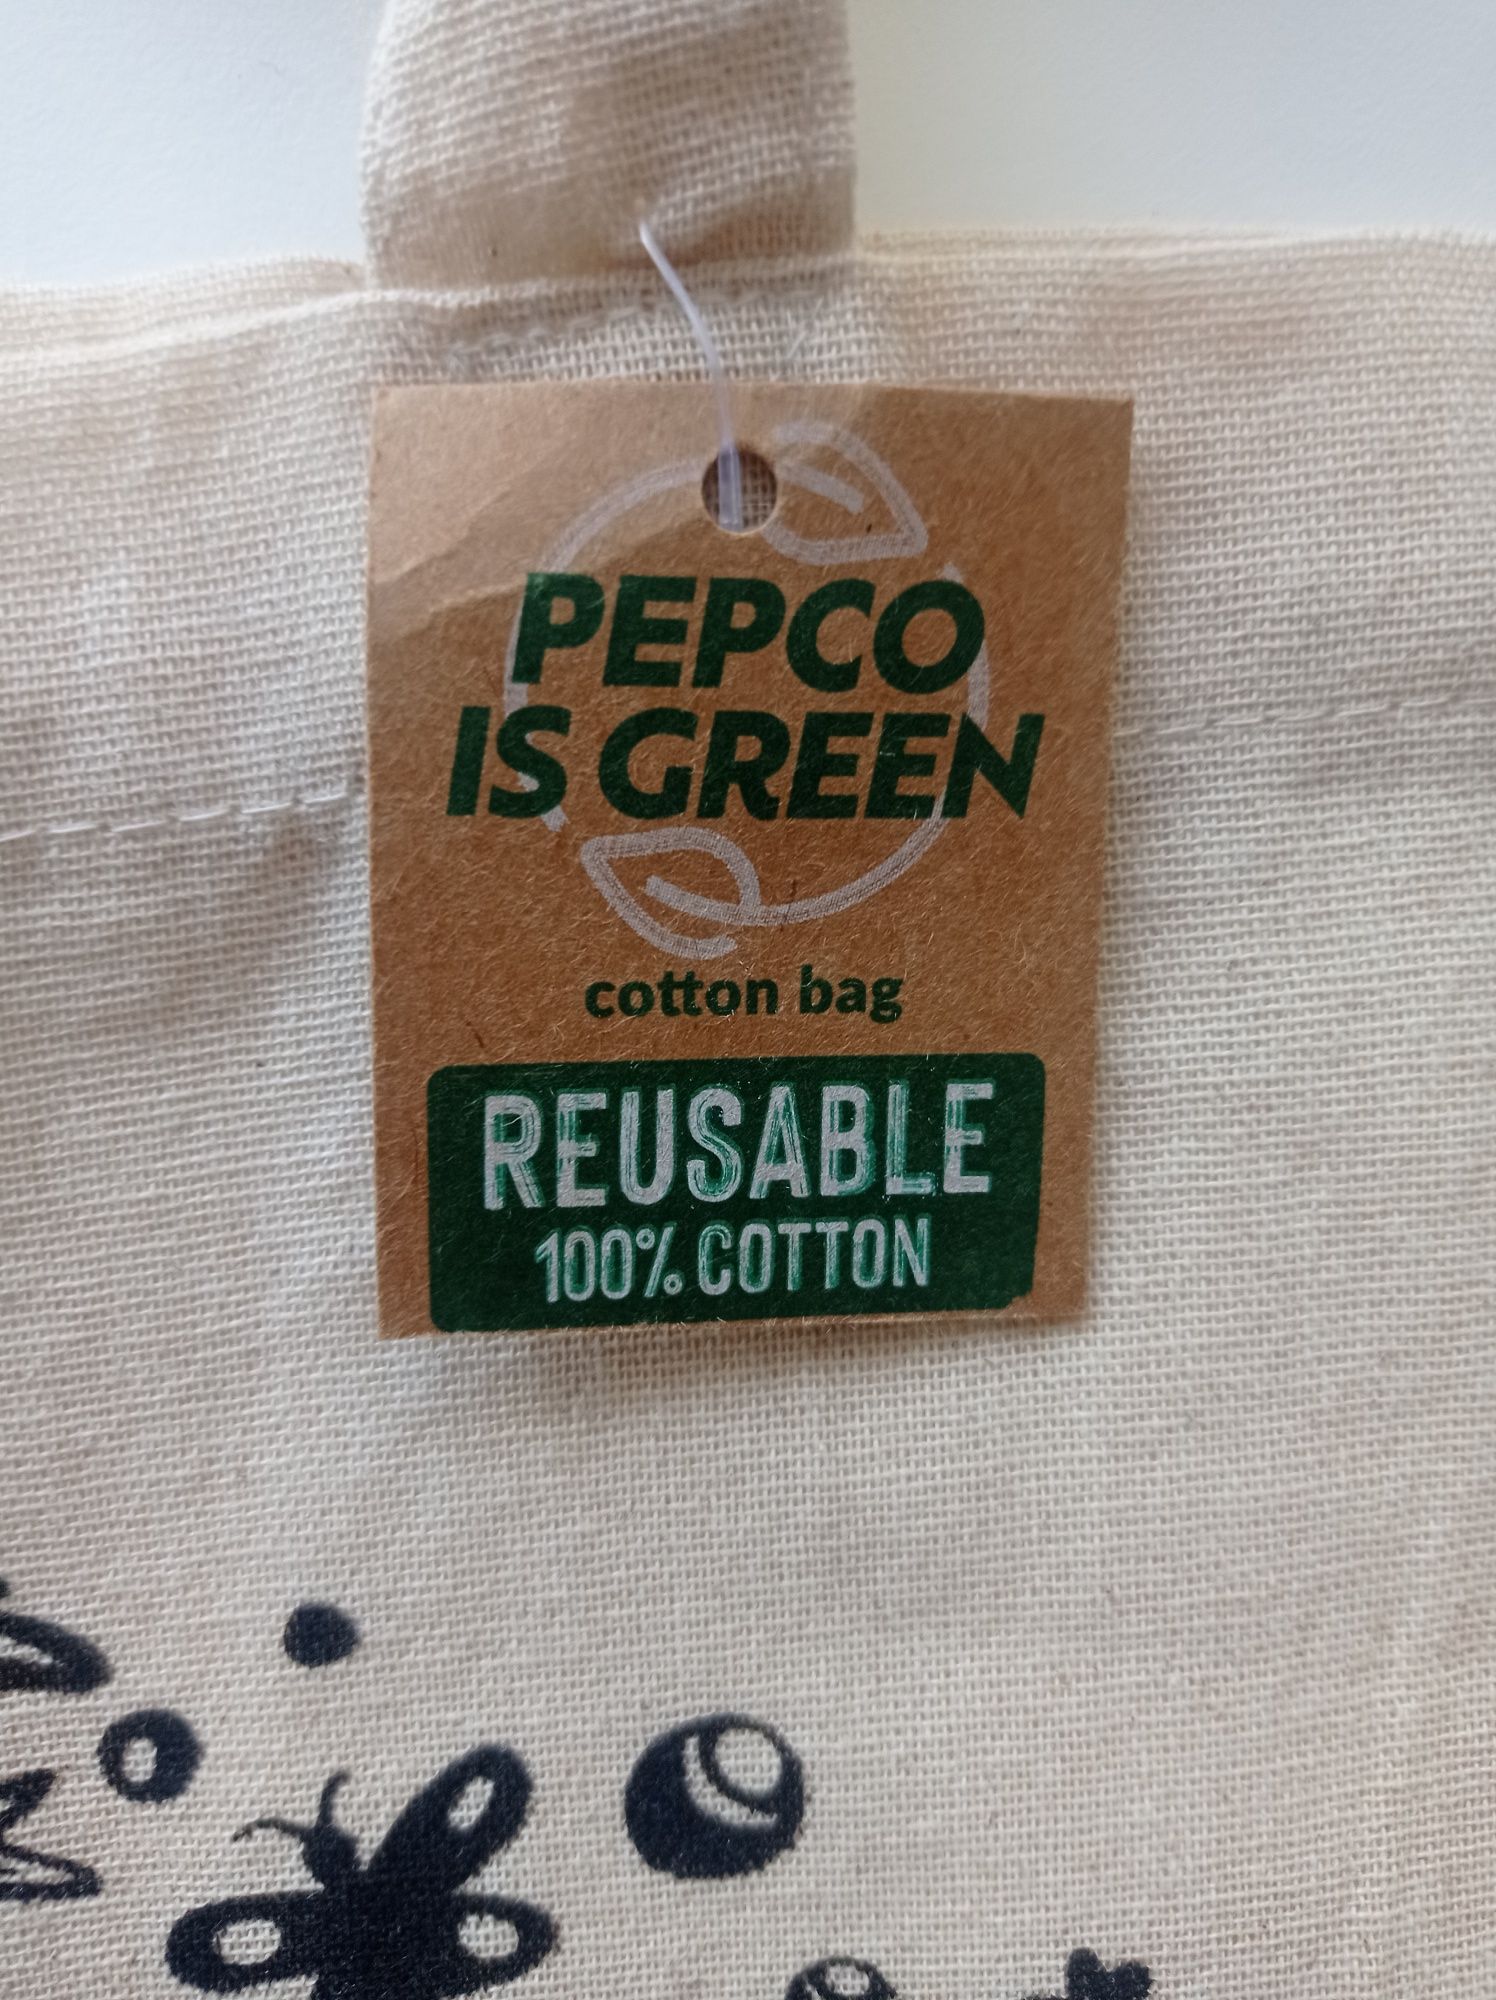 PEPCO
IS GREEN
cotton bag
REUSABLE
100% COTTON